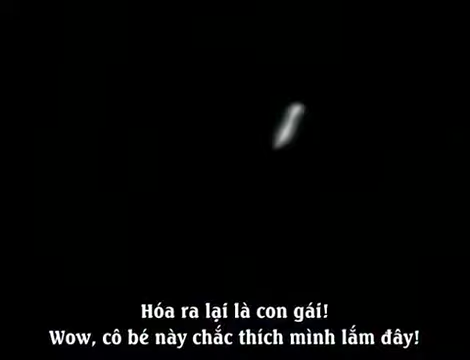 Hóa ra lại là con gái!
Wow, cô bé này chắc thích mình lắm đây!